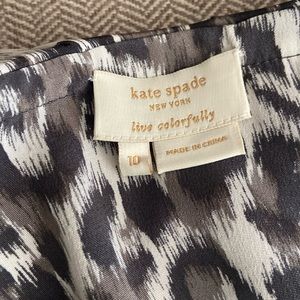 kate spade
NEW YORK
live colorfully
10
MADE IN CHINA